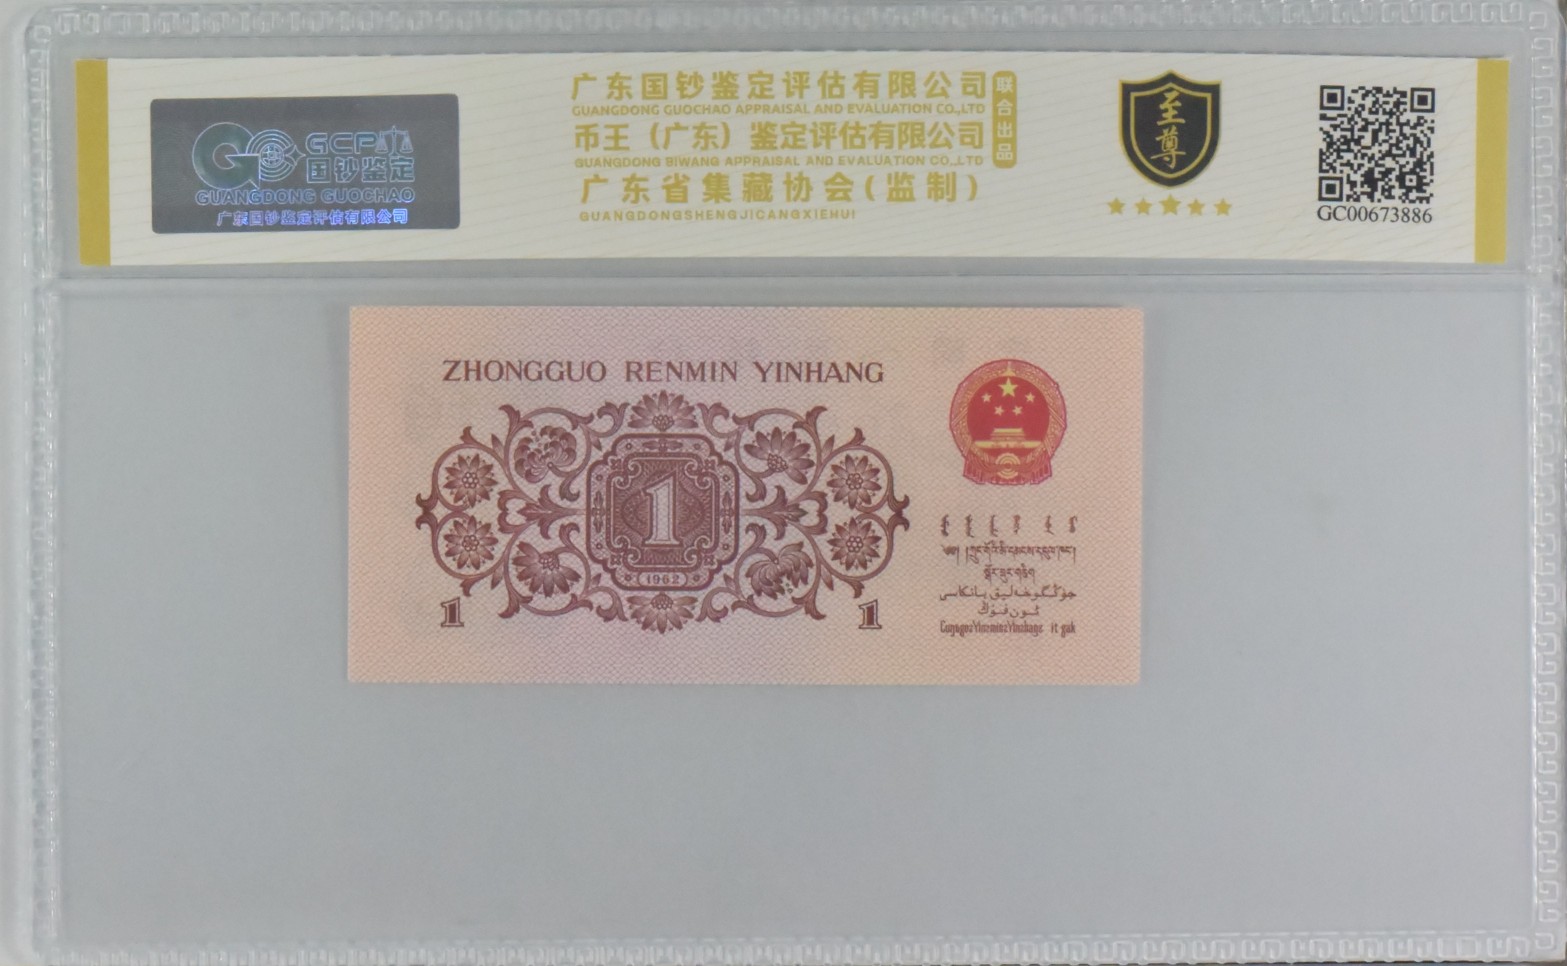 GCP
国钞鉴定
GUANGDONG GUOCHAO
广东国钞鉴定评估有限公司
广东国钞鉴定评估有限公司
GUANGDONG GUOCHAO APPRAISAL AND EVALUATION CO.,LTD
币王（广东）鉴定评估有限公司
GUANGDONG BIWANG APPRAISAL AND EVALUATION CO.,LTD
联合出品
广东省集藏协会(监制)
GUANGDONGSHENGJICANGXIEHUI
至尊
GC00673886
ZHONGGUO RENMIN YINHANG
1
1962
1
1
جۇڭگوخەلىق بانكاسى
ئون فۇڭ